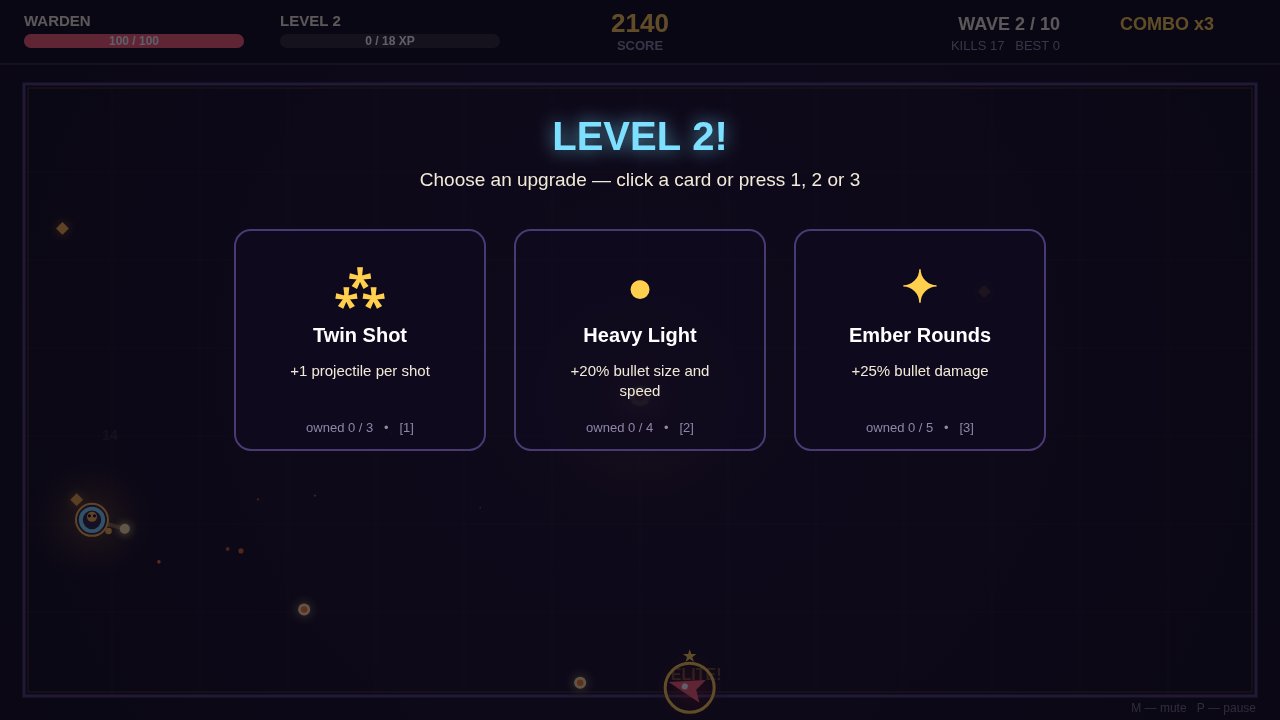 WARDEN
100 / 100
LEVEL 2
0 / 18 XP
2140
SCORE
WAVE 2 / 10
KILLS 17 BEST 0
COMBO x3
LEVEL 2!
Choose an upgrade — click a card or press 1, 2 or 3
Twin Shot
+1 projectile per shot
owned 0 / 3 • [1]
Heavy Light
+20% bullet size and
speed
owned 0 / 4 • [2]
Ember Rounds
+25% bullet damage
owned 0 / 5 • [3]
14
ELITE!
M — mute P — pause